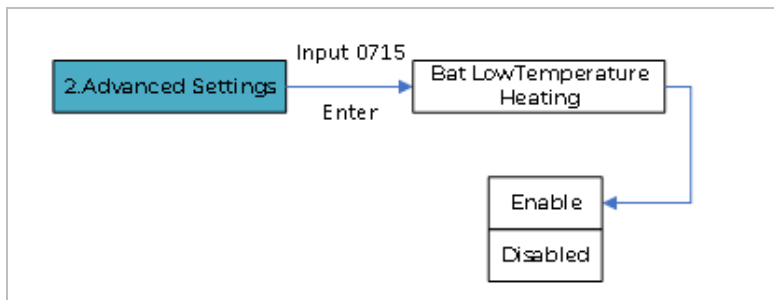 Input 0715
2.Advanced Settings
Enter
Bat LowTemperature
Heating
Enable
Disabled